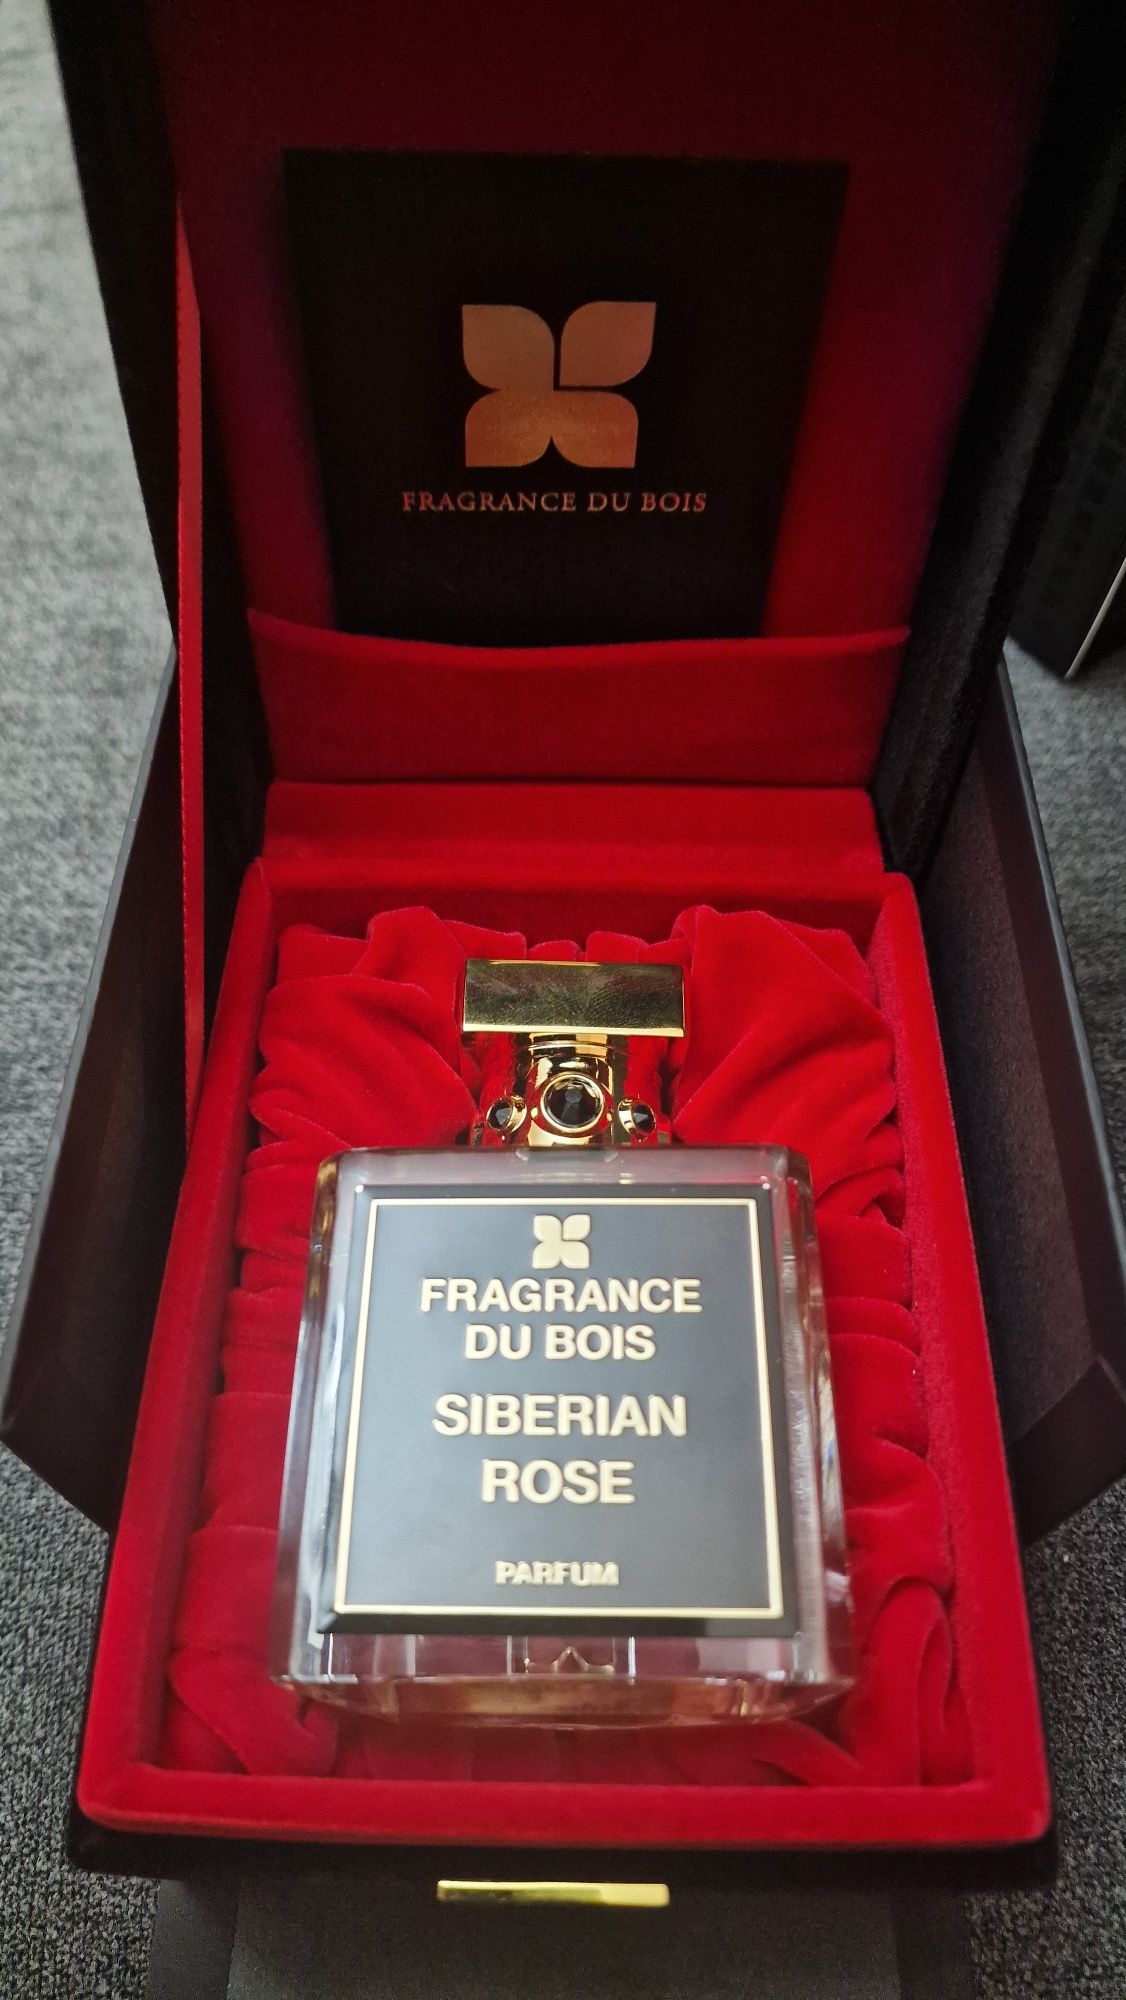 FRAGRANCE DU BOIS
FRAGRANCE
DU BOIS
SIBERIAN
ROSE
PARFUM